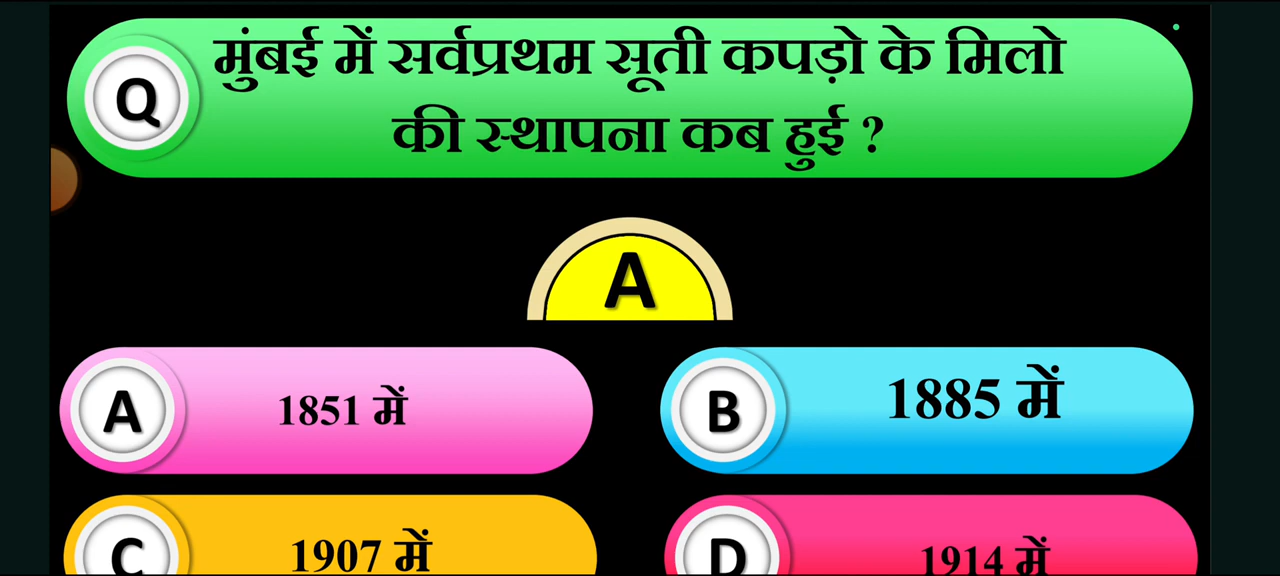 Q
मुंबई में सर्वप्रथम सूती कपड़ो के मिलो
की स्थापना कब हुई ?
A
A 1851 में
B 1885 में
C 1907 में
D 1914 में